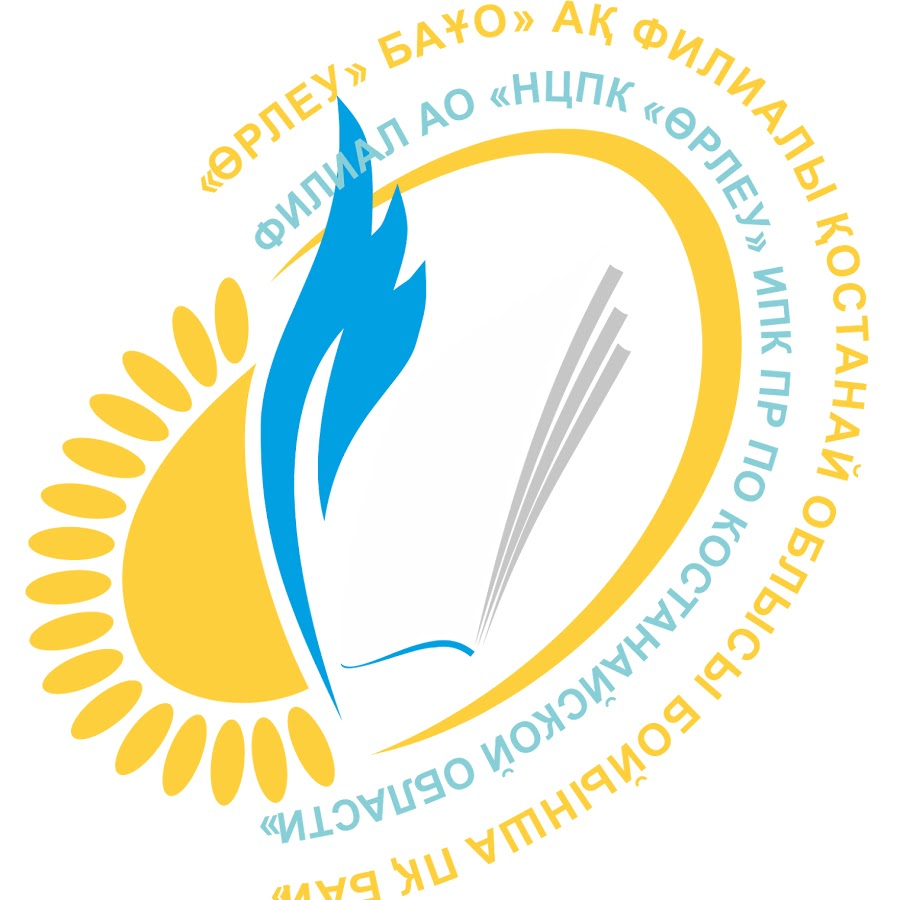 «ӨРЛЕУ» БАҰО» АҚ ФИЛИАЛЫ ҚОСТАНАЙ ОБЛЫСЫ БОЙЫНША ПҚ БАИ»
ФИЛИАЛ АО «НЦПК «ӨРЛЕУ» ИПК ПР ПО КОСТАНАЙСКОЙ ОБЛАСТИ»